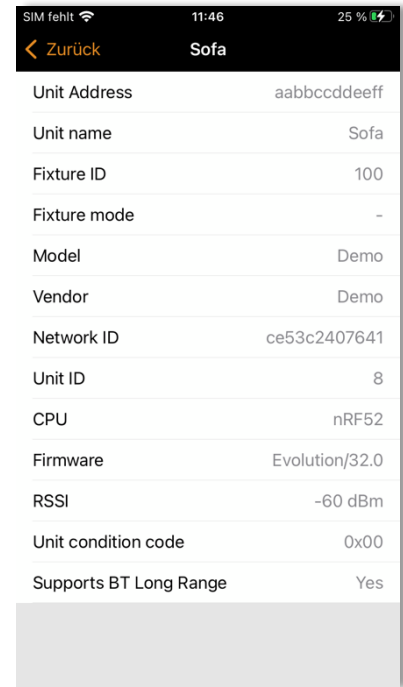 SIM fehlt 11:46 25 %
Zurück Sofa
Unit Address aabbccddeeff
Unit name Sofa
Fixture ID 100
Fixture mode -
Model Demo
Vendor Demo
Network ID ce53c2407641
Unit ID 8
CPU nRF52
Firmware Evolution/32.0
RSSI -60 dBm
Unit condition code 0x00
Supports BT Long Range Yes